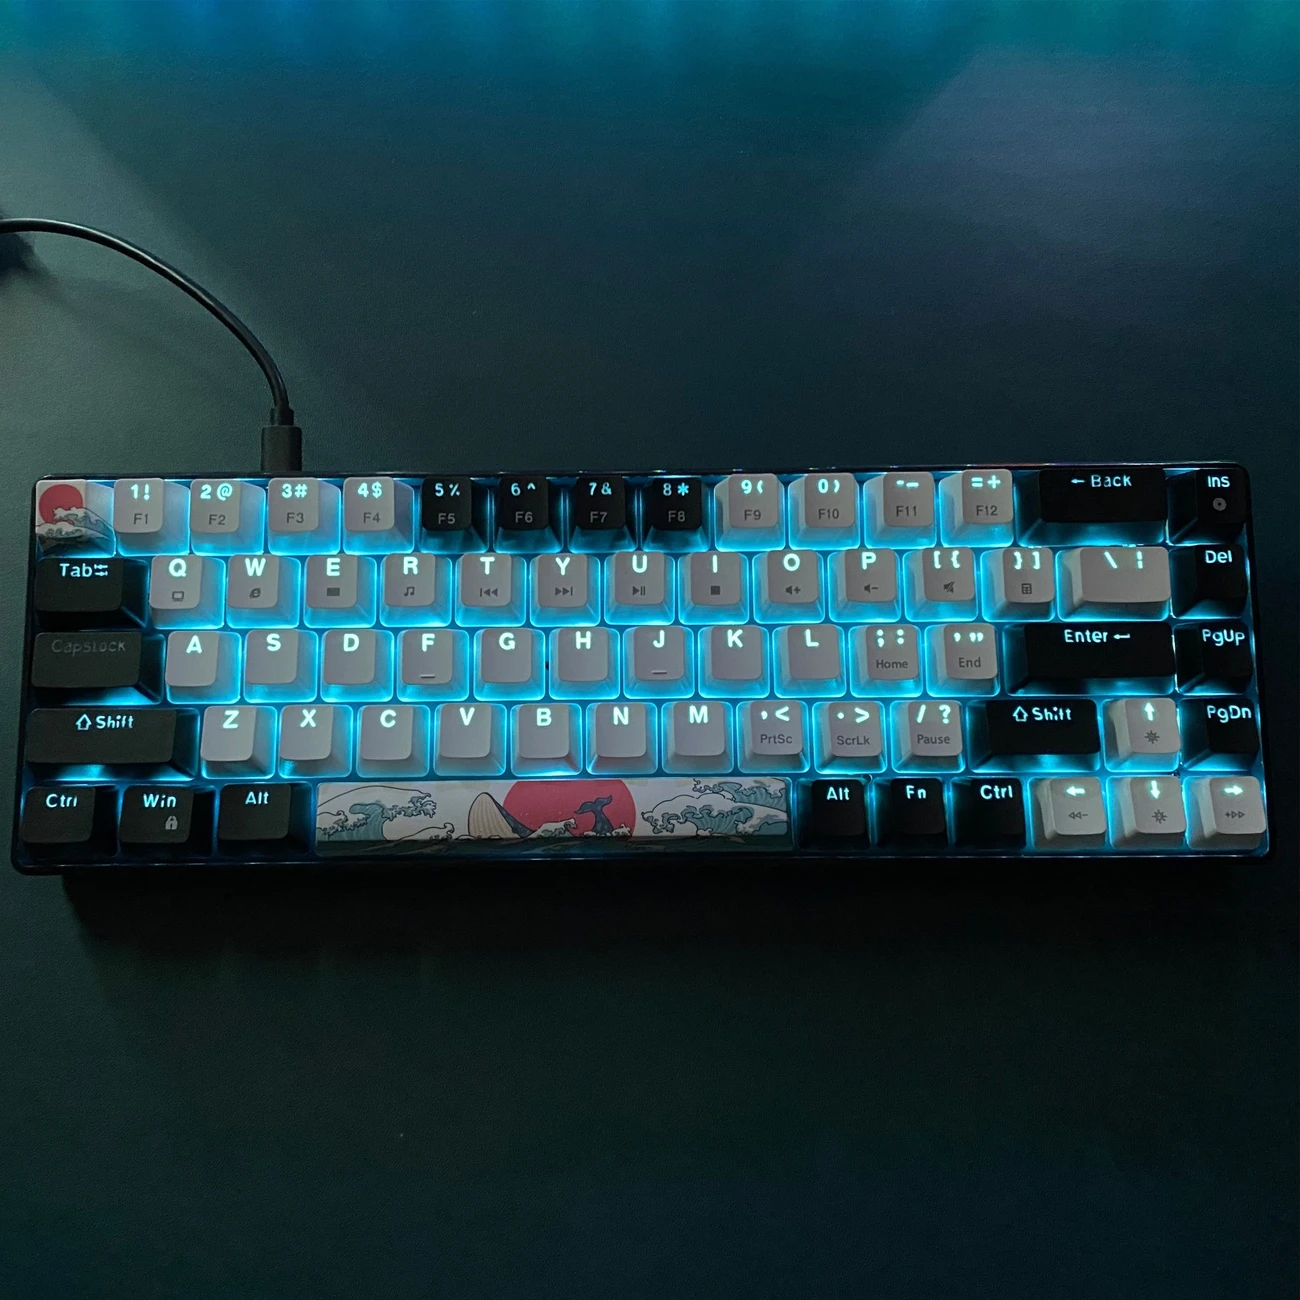 1! 2@ 3# 4$ 5% 6^ 7& 8* 9( 0) -- =+ ← Back Ins
F1 F2 F3 F4 F5 F6 F7 F8 F9 F10 F11 F12
Tab Q W E R T Y U I O P [{ }] \ ¦ Del
CapsLock A S D F G H J K L ;: '" Enter ← PgUp
Home End
⇧ Shift Z X C V B N M ,< .> /? ⇧ Shift ↑ PgDn
PrtSc ScrLk Pause
Ctrl Win Alt Alt Fn Ctrl ← ↓ →